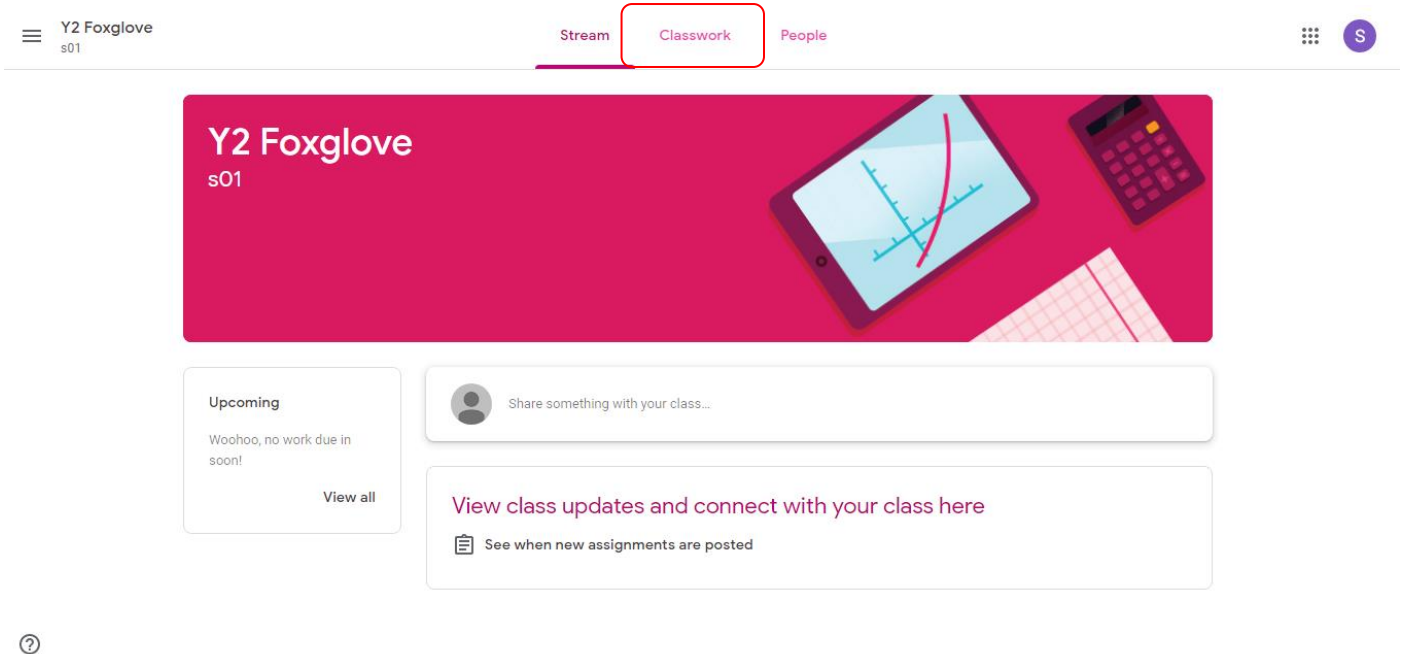 Y2 Foxglove
s01
Stream
Classwork
People
S
Y2 Foxglove
s01
Upcoming
Woohoo, no work due in
soon!
View all
Share something with your class...
View class updates and connect with your class here
See when new assignments are posted
?